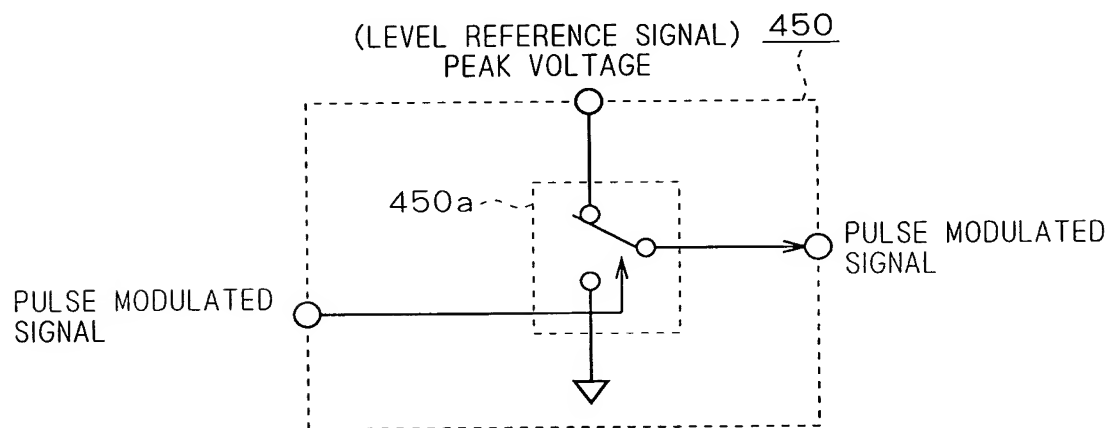 (LEVEL REFERENCE SIGNAL) 450
PEAK VOLTAGE
450a
PULSE MODULATED
SIGNAL
PULSE MODULATED
SIGNAL